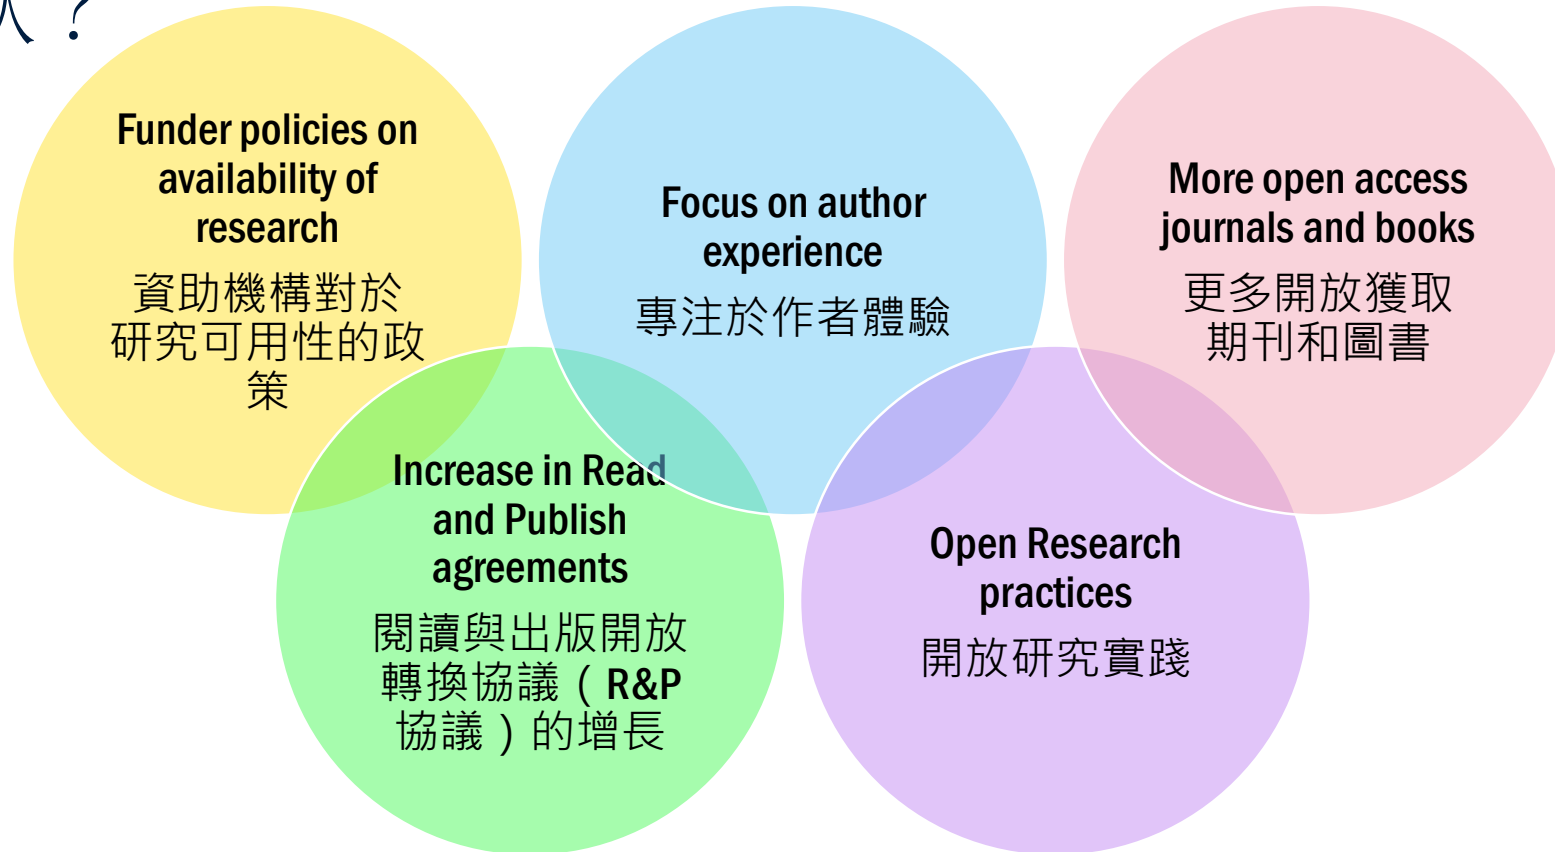 ？
Funder policies on
availability of
research
資助機構對於
研究可用性的政
策
Focus on author
experience
專注於作者體驗
More open access
journals and books
更多開放獲取
期刊和圖書
Increase in Read
and Publish
agreements
閱讀與出版開放
轉換協議（R&P
協議）的增長
Open Research
practices
開放研究實踐